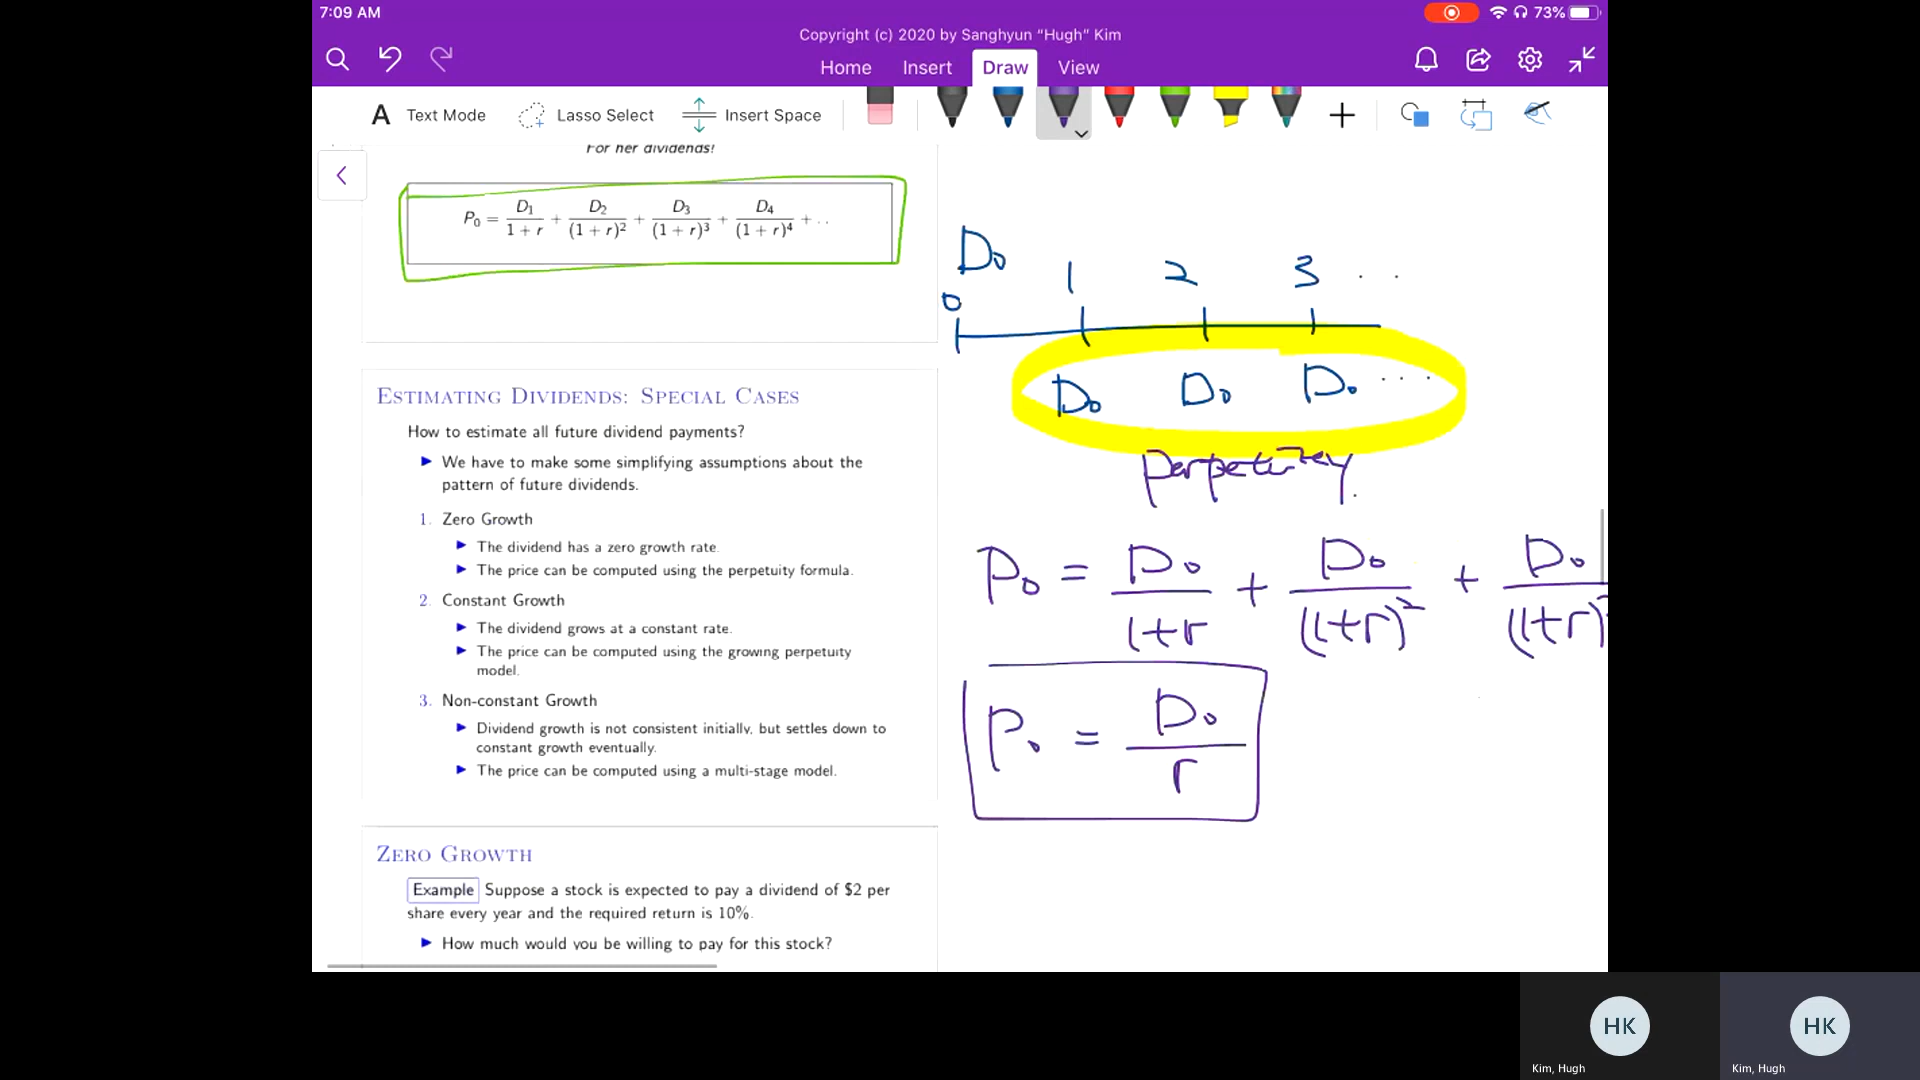 7:09 AM
73%
Copyright (c) 2020 by Sanghyun “Hugh” Kim
Home Insert Draw View
A Text Mode Lasso Select Insert Space
For her dividends!
P0 = D1/(1 + r) + D2/(1 + r)^2 + D3/(1 + r)^3 + D4/(1 + r)^4 + ..
ESTIMATING DIVIDENDS: SPECIAL CASES
How to estimate all future dividend payments?
We have to make some simplifying assumptions about the
pattern of future dividends.
1. Zero Growth
The dividend has a zero growth rate.
The price can be computed using the perpetuity formula.
2. Constant Growth
The dividend grows at a constant rate.
The price can be computed using the growing perpetuity
model.
3. Non-constant Growth
Dividend growth is not consistent initially, but settles down to
constant growth eventually.
The price can be computed using a multi-stage model.
ZERO GROWTH
Example Suppose a stock is expected to pay a dividend of $2 per
share every year and the required return is 10%.
How much would you be willing to pay for this stock?
D0
0 1 2 3 . .
D0 D0 D0 ...
P0 = D0/(1+r) + D0/(1+r)^2 + D0/(1+r)
P0 = D0/r
HK HK
Kim, Hugh Kim, Hugh